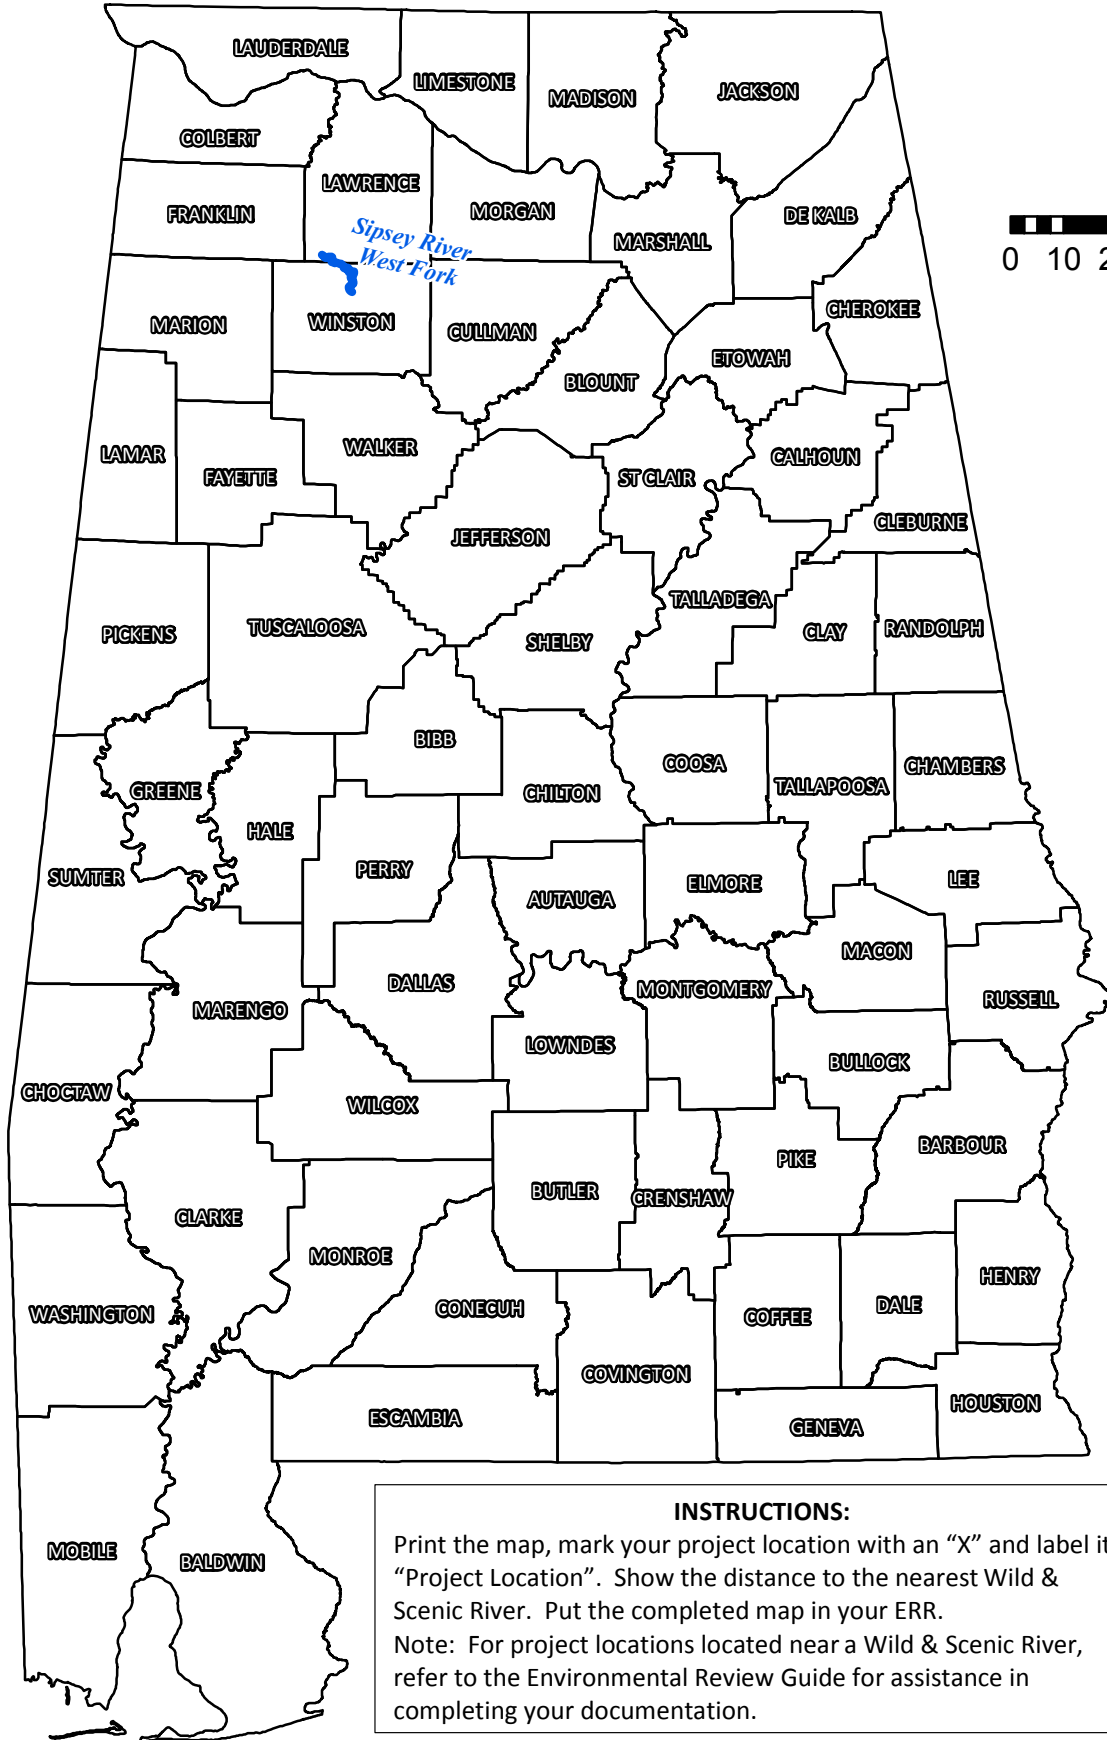 LAUDERDALE
LIMESTONE
MADISON
JACKSON
COLBERT
LAWRENCE
FRANKLIN
MORGAN
DE KALB
MARSHALL
Sipsey River
West Fork
0 10
CHEROKEE
MARION
WINSTON
CULLMAN
ETOWAH
BLOUNT
LAMAR
WALKER
CALHOUN
FAYETTE
ST CLAIR
CLEBURNE
JEFFERSON
TALLADEGA
PICKENS
TUSCALOOSA
SHELBY
CLAY
RANDOLPH
BIBB
COOSA
CHAMBERS
TALLAPOOSA
GREENE
CHILTON
HALE
SUMTER
PERRY
ELMORE
LEE
AUTAUGA
MACON
DALLAS
MONTGOMERY
RUSSELL
MARENGO
LOWNDES
BULLOCK
CHOCTAW
WILCOX
BARBOUR
PIKE
BUTLER
CRENSHAW
CLARKE
MONROE
HENRY
WASHINGTON
CONECUH
COFFEE
DALE
COVINGTON
HOUSTON
ESCAMBIA
GENEVA
MOBILE
BALDWIN
INSTRUCTIONS:
Print the map, mark your project location with an “X” and label it
“Project Location”. Show the distance to the nearest Wild &
Scenic River. Put the completed map in your ERR.
Note: For project locations located near a Wild & Scenic River,
refer to the Environmental Review Guide for assistance in
completing your documentation.